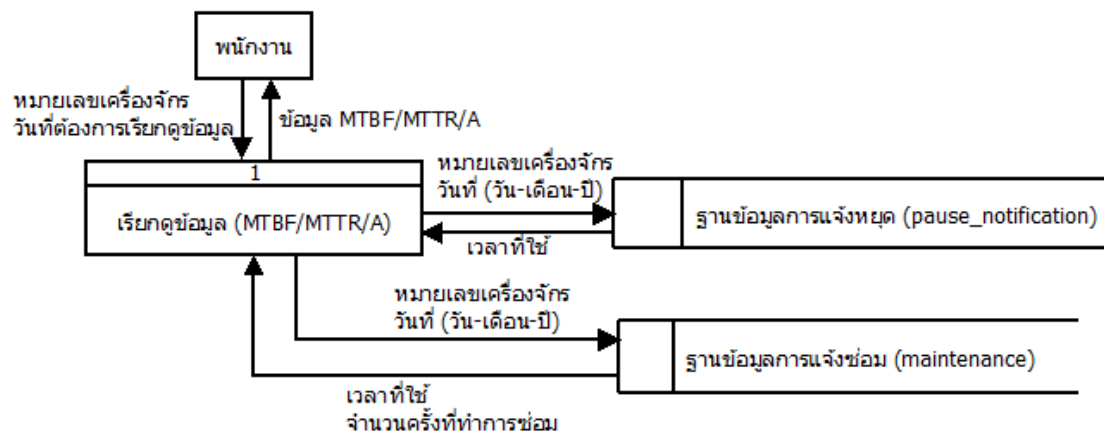 พนักงาน
หมายเลขเครื่องจักร
วันที่ต้องการเรียกดูข้อมูล
ข้อมูล MTBF/MTTR/A
1
เรียกดูข้อมูล (MTBF/MTTR/A)
หมายเลขเครื่องจักร
วันที่ (วัน-เดือน-ปี)
เวลาที่ใช้
ฐานข้อมูลการแจ้งหยุด (pause_notification)
หมายเลขเครื่องจักร
วันที่ (วัน-เดือน-ปี)
ฐานข้อมูลการแจ้งซ่อม (maintenance)
เวลาที่ใช้
จำนวนครั้งที่ทำการซ่อม